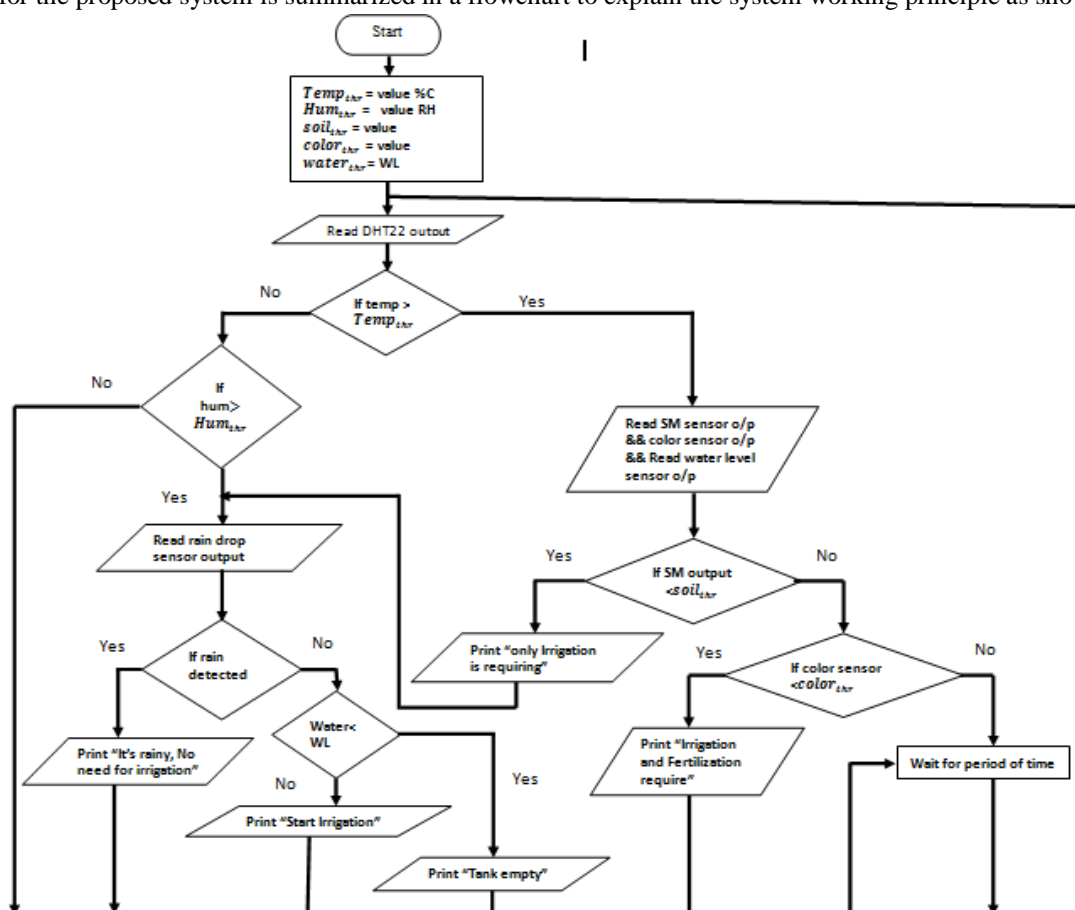 for the proposed system is summarized in a flowchart to explain the system working principle as sho
Start
Temp_thr = value %C
Hum_thr = value RH
soil_thr = value
color_thr = value
water_thr = WL
Read DHT22 output
If temp >
Temp_thr
No
Yes
If
hum>
Hum_thr
No
Yes
Read SM sensor o/p
&& color sensor o/p
&& Read water level
sensor o/p
Read rain drop
sensor output
If SM output
<soil_thr
Yes
No
Print “only Irrigation
is requiring”
If rain
detected
Yes
No
If color sensor
<color_thr
Yes
No
Print “It's rainy, No
need for irrigation”
Water<
WL
No
Yes
Print “Irrigation
and Fertilization
require”
Wait for period of time
Print “Start Irrigation”
Print “Tank empty”